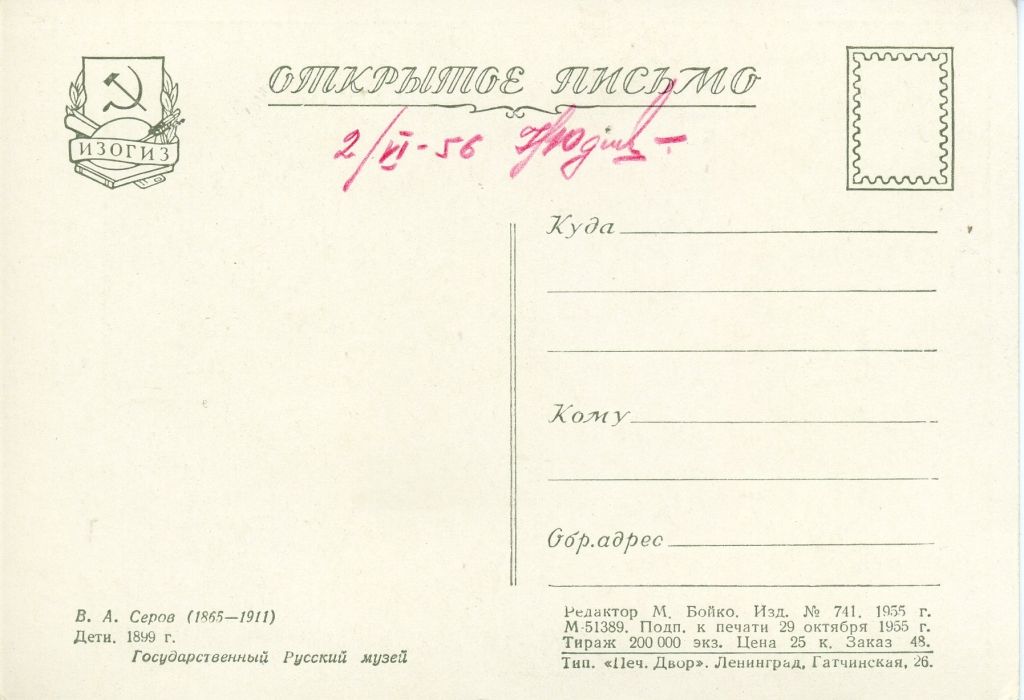 ИЗОГИЗ
ОТКРЫТОЕ ПИСЬМО
2/VI-56
Куда
Кому
Обр.адрес
В. А. Серов (1865—1911)
Дети. 1899 г.
Государственный Русский музей
Редактор М. Бойко. Изд. № 741. 1955 г.
М-51389. Подп. к печати 29 октября 1955 г.
Тираж 200 000 экз. Цена 25 к. Заказ 48.
Тип. «Печ. Двор». Ленинград, Гатчинская, 26.